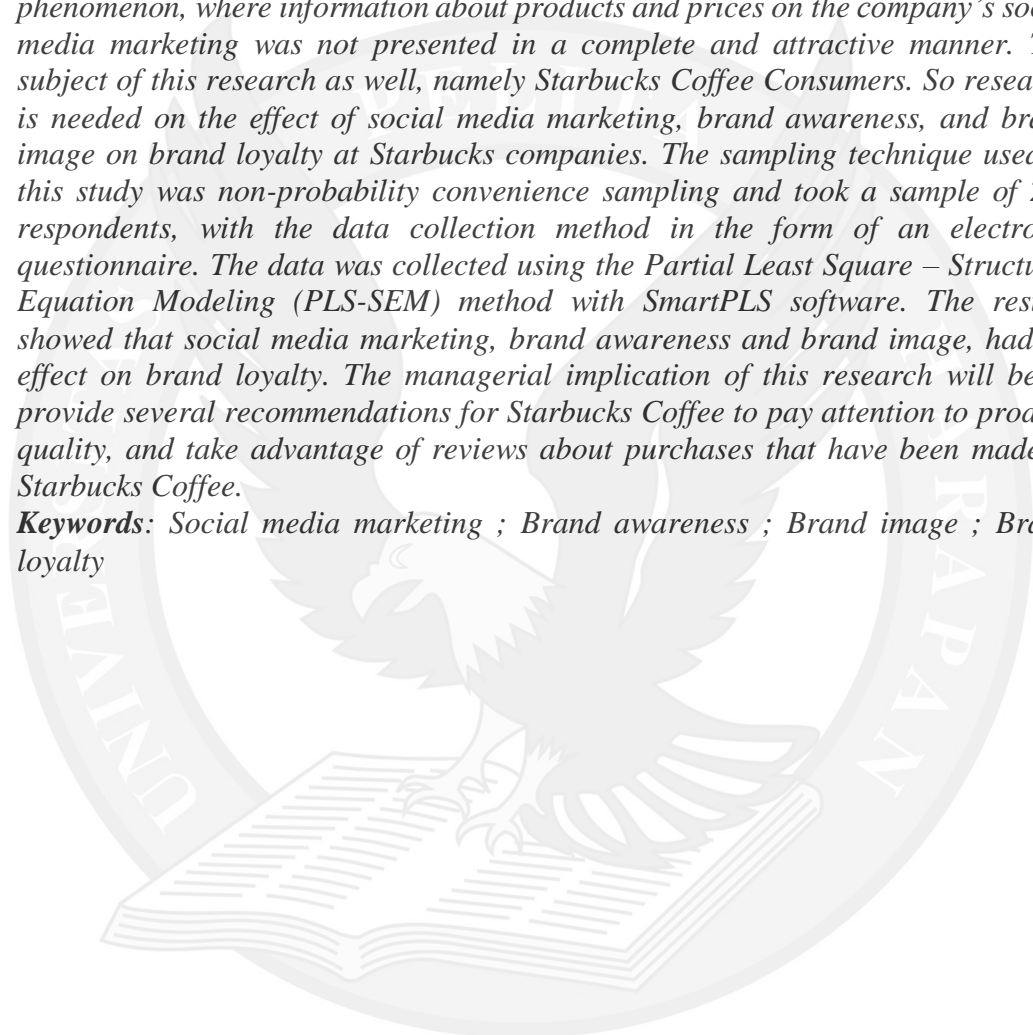 phenomenon, where information about products and prices on the company's soc
media marketing was not presented in a complete and attractive manner. T
subject of this research as well, namely Starbucks Coffee Consumers. So resea
is needed on the effect of social media marketing, brand awareness, and bra
image on brand loyalty at Starbucks companies. The sampling technique used
this study was non-probability convenience sampling and took a sample of
respondents, with the data collection method in the form of an electro
questionnaire. The data was collected using the Partial Least Square – Structu
Equation Modeling (PLS-SEM) method with SmartPLS software. The res
showed that social media marketing, brand awareness and brand image, had
effect on brand loyalty. The managerial implication of this research will be
provide several recommendations for Starbucks Coffee to pay attention to prod
quality, and take advantage of reviews about purchases that have been made
Starbucks Coffee.
Keywords: Social media marketing ; Brand awareness ; Brand image ; Bra
loyalty
UNIVERSITAS
PELITA
HARAPAN